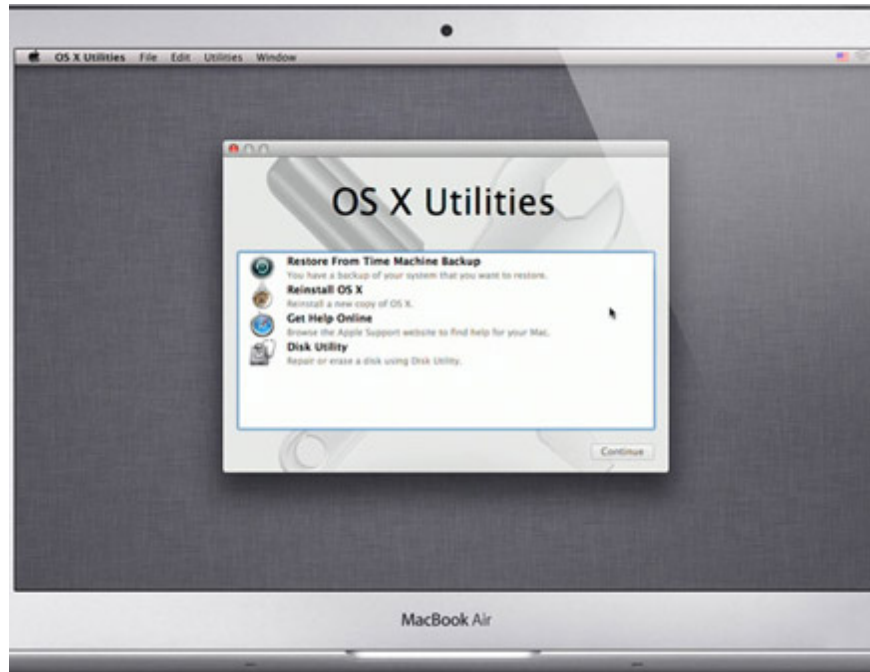 OS X Utilities File Edit Utilities Window
OS X Utilities
Restore From Time Machine Backup
You have a backup of your system that you want to restore.
Reinstall OS X
Reinstall a new copy of OS X.
Get Help Online
Browse the Apple Support website to find help for your Mac.
Disk Utility
Repair or erase a disk using Disk Utility.
Continue
MacBook Air